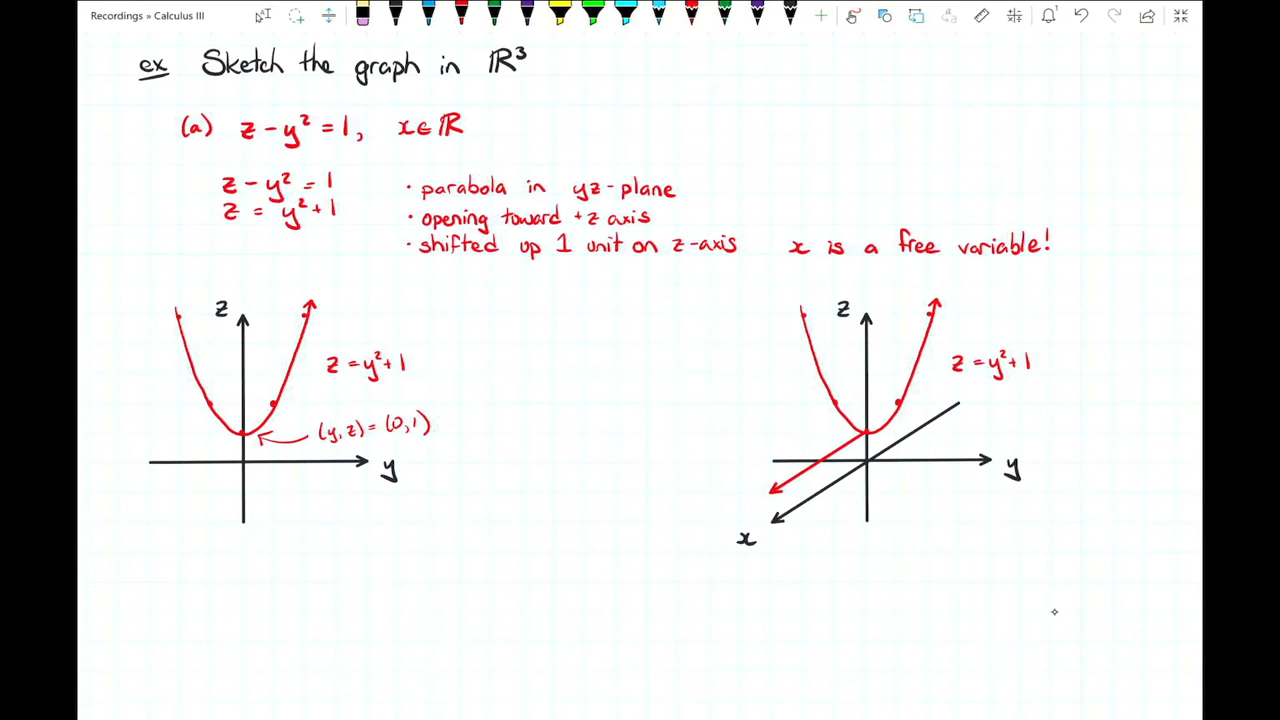 Recordings » Calculus III
ex Sketch the graph in ℝ³
(a) z - y² = 1, x ∈ ℝ
z - y² = 1
z = y² + 1
• parabola in yz-plane
• opening toward +z axis
• shifted up 1 unit on z-axis
x is a free variable!
z
z = y² + 1
(y, z) = (0, 1)
y
z
z = y² + 1
y
x